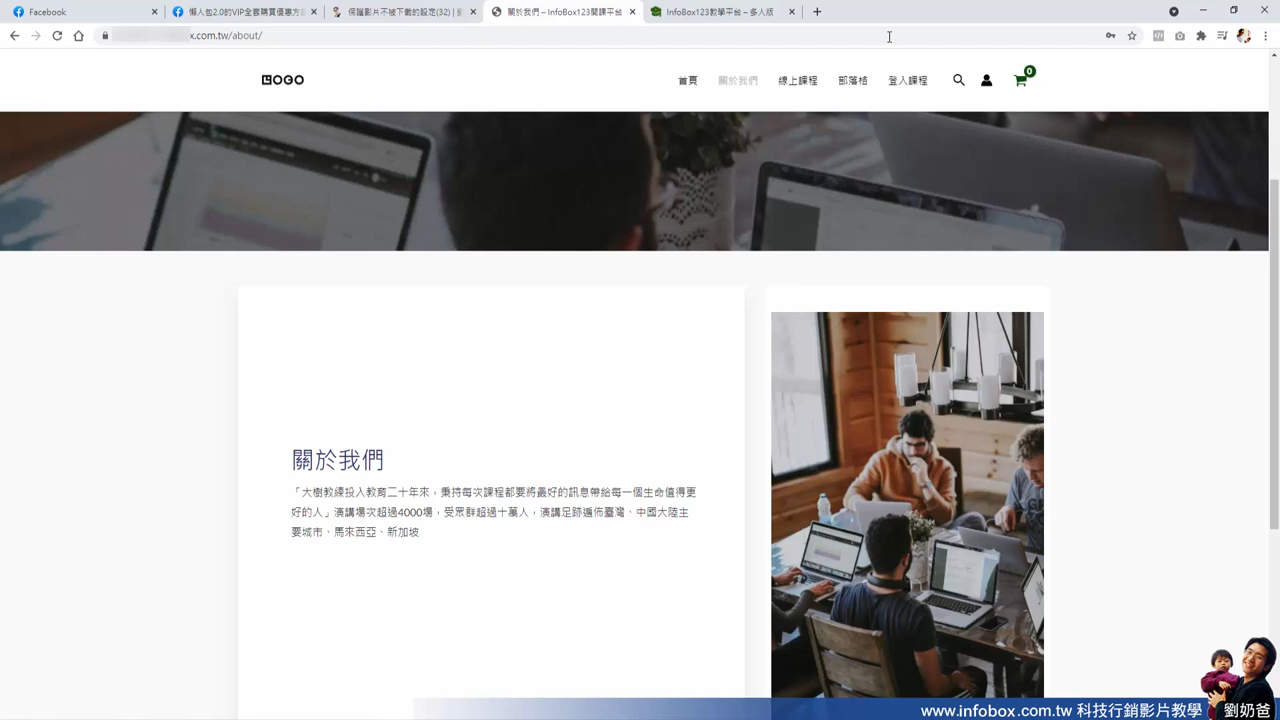 Facebook
懶人包2.0的VIP全套購買優惠方
保護影片不被下載的設定(32) |
關於我們 – InfoBox123開課平台
InfoBox123教學平台 – 多人版
x.com.tw/about/
LOGO
首頁
關於我們
線上課程
部落格
登入課程
0
關於我們
「大樹教練投入教育二十年來，秉持每次課程都要將最好的訊息帶給每一個生命值得更
好的人」演講場次超過4000場，受眾群超過十萬人，演講足跡遍佈臺灣、中國大陸主
要城市、馬來西亞、新加坡
www.infobox.com.tw 科技行銷影片教學
劉奶爸